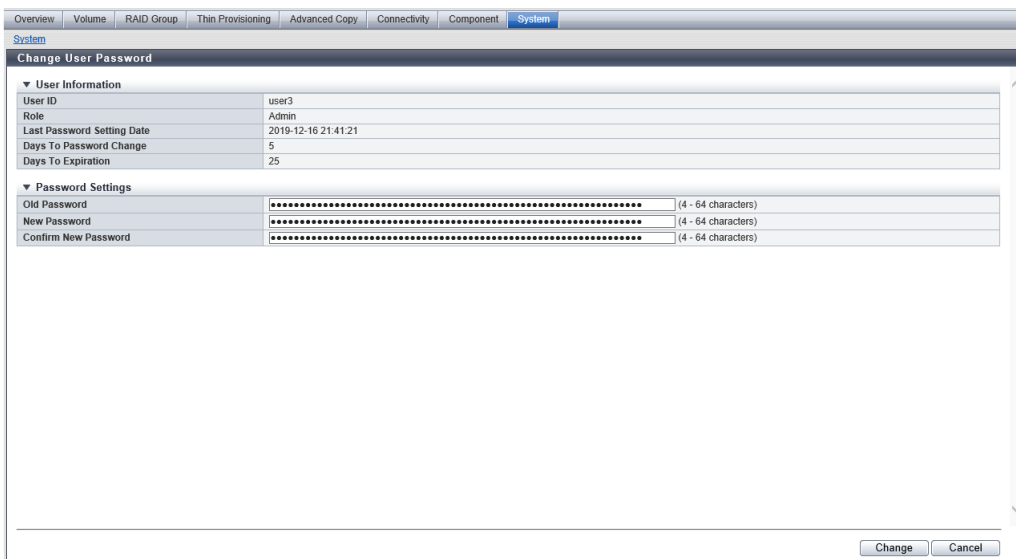 Overview Volume RAID Group Thin Provisioning Advanced Copy Connectivity Component System
System
Change User Password
▼ User Information
User ID user3
Role Admin
Last Password Setting Date 2019-12-16 21:41:21
Days To Password Change 5
Days To Expiration 25
▼ Password Settings
Old Password •••••••••••••••••••••••••••••••••••••••••••••••••••••••••••••••• (4 - 64 characters)
New Password •••••••••••••••••••••••••••••••••••••••••••••••••••••••••••••••• (4 - 64 characters)
Confirm New Password •••••••••••••••••••••••••••••••••••••••••••••••••••••••••••••••• (4 - 64 characters)
Change Cancel